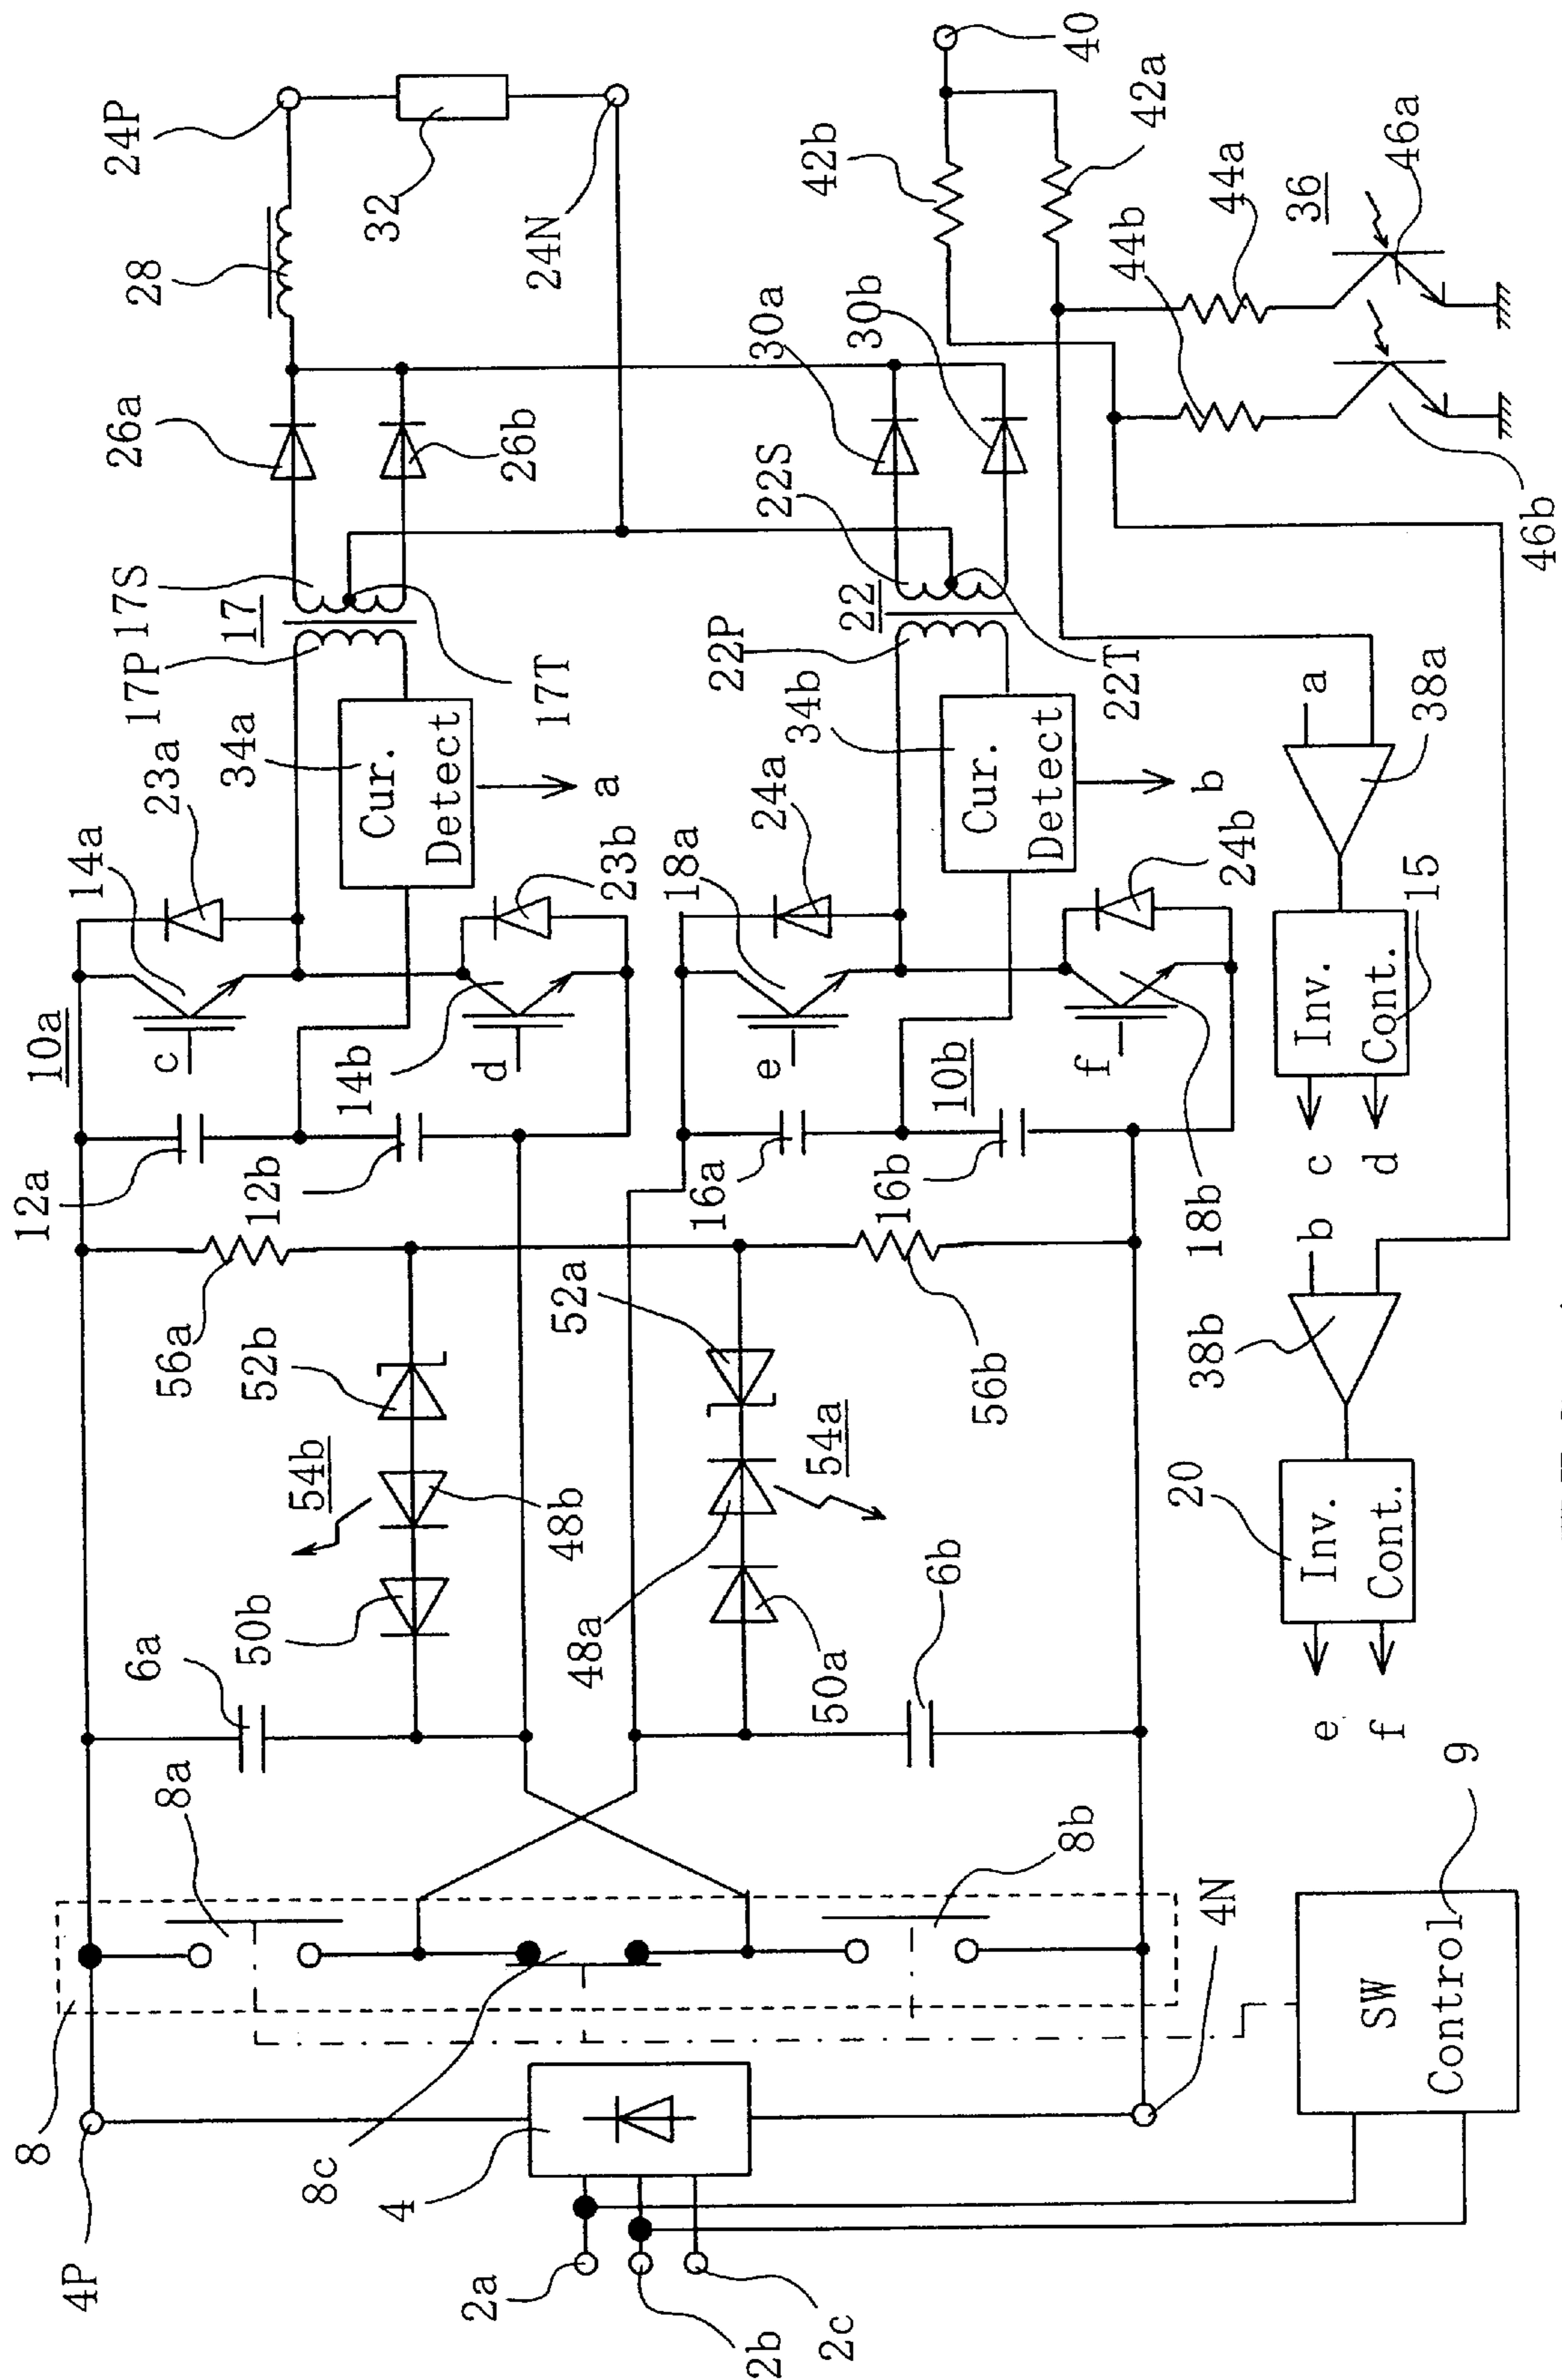 24P
32
24N
40
42b
42a
28
26a
26b
30a
30b
44b
44a
36
46a
46b
17S
17
17P
17T
22S
22
22P
22T
34a
Cur.
Detect
34b
Cur.
Detect
a
b
23a
23b
24a
24b
14a
14b
18a
18b
10a
10b
c
d
e
f
12a
12b
16a
16b
a
38a
15
Inv.
Cont.
c
d
b
38b
20
Inv.
Cont.
e
f
56a
52b
52a
56b
54b
54a
50b
48b
48a
50a
6a
6b
8a
8b
8
8c
4P
4
4N
9
SW
Control
2a
2b
2c